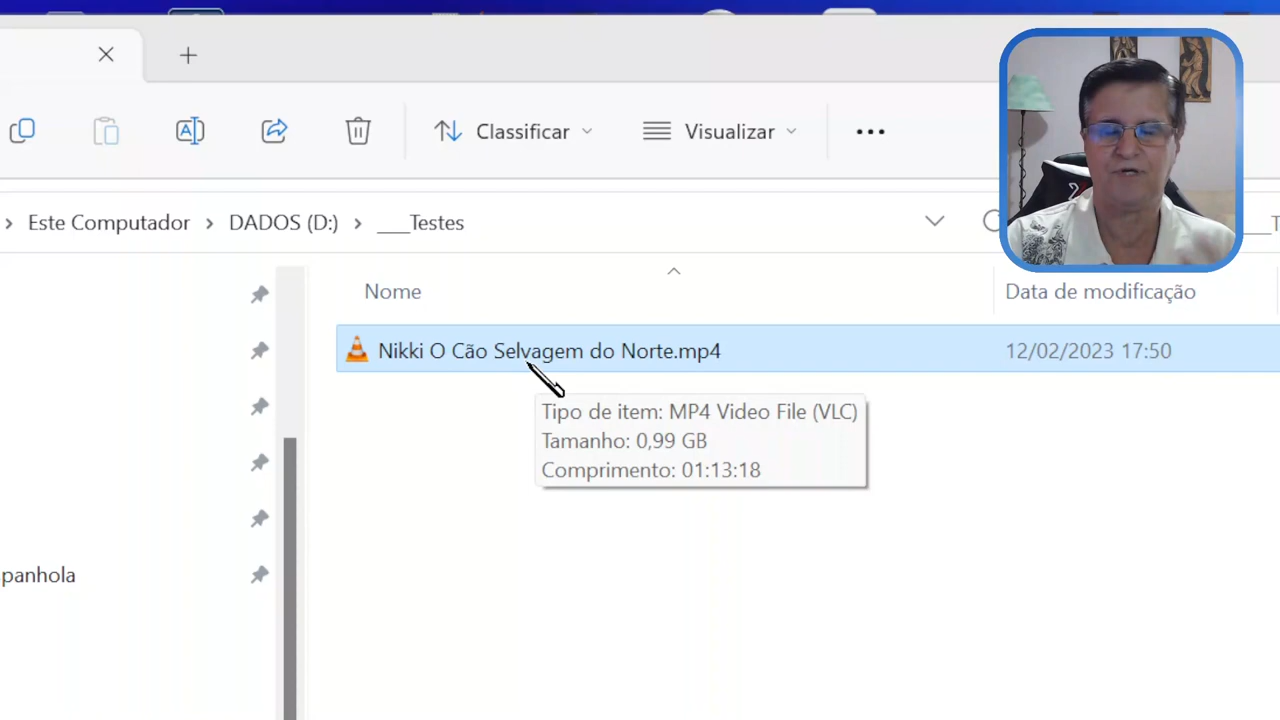 Classificar
Visualizar
Este Computador > DADOS (D:) > ___Testes
Nome
Data de modificação
Nikki O Cão Selvagem do Norte.mp4
12/02/2023 17:50
Tipo de item: MP4 Video File (VLC)
Tamanho: 0,99 GB
Comprimento: 01:13:18
panhola